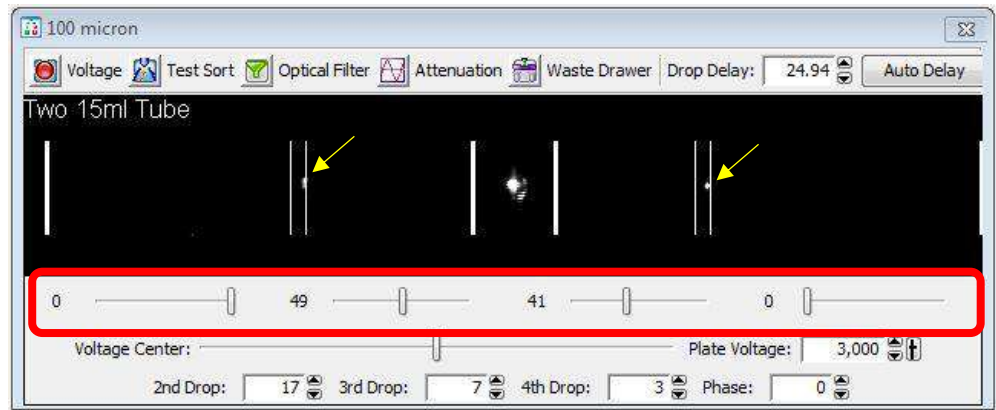 100 micron
Voltage Test Sort Optical Filter Attenuation Waste Drawer Drop Delay: 24.94 Auto Delay
Two 15ml Tube
0 49 41 0
Voltage Center: Plate Voltage: 3,000
2nd Drop: 17 3rd Drop: 7 4th Drop: 3 Phase: 0